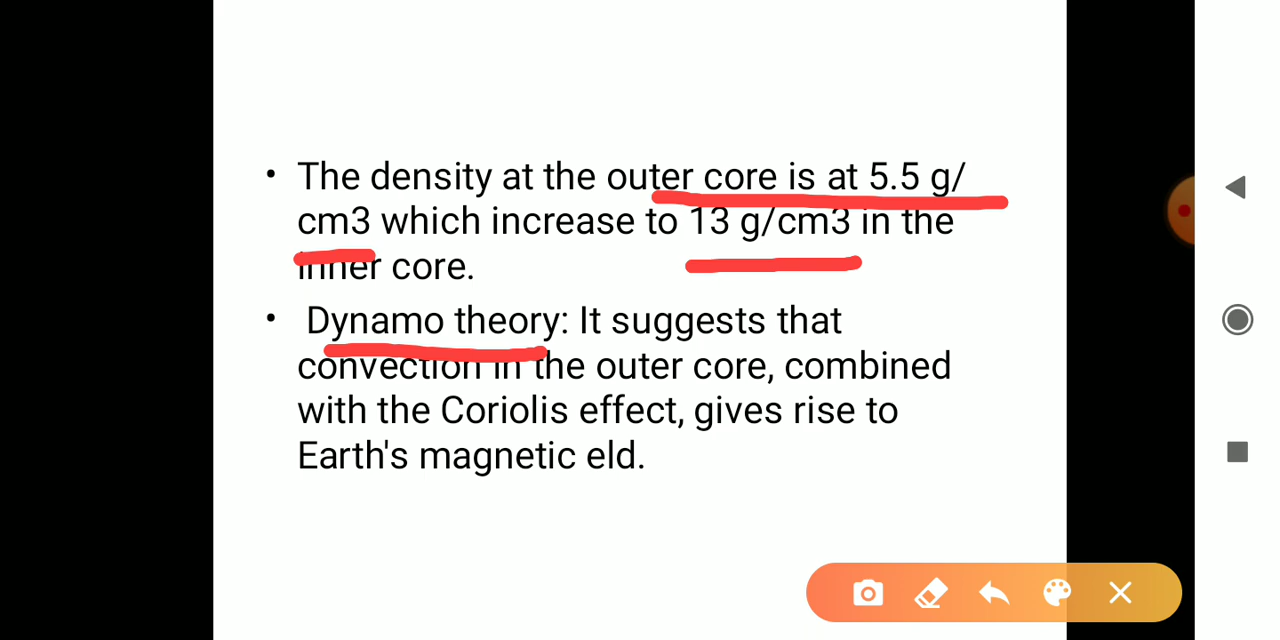 • The density at the outer core is at 5.5 g/
cm3 which increase to 13 g/cm3 in the
inner core.
• Dynamo theory: It suggests that
convection in the outer core, combined
with the Coriolis effect, gives rise to
Earth's magnetic eld.